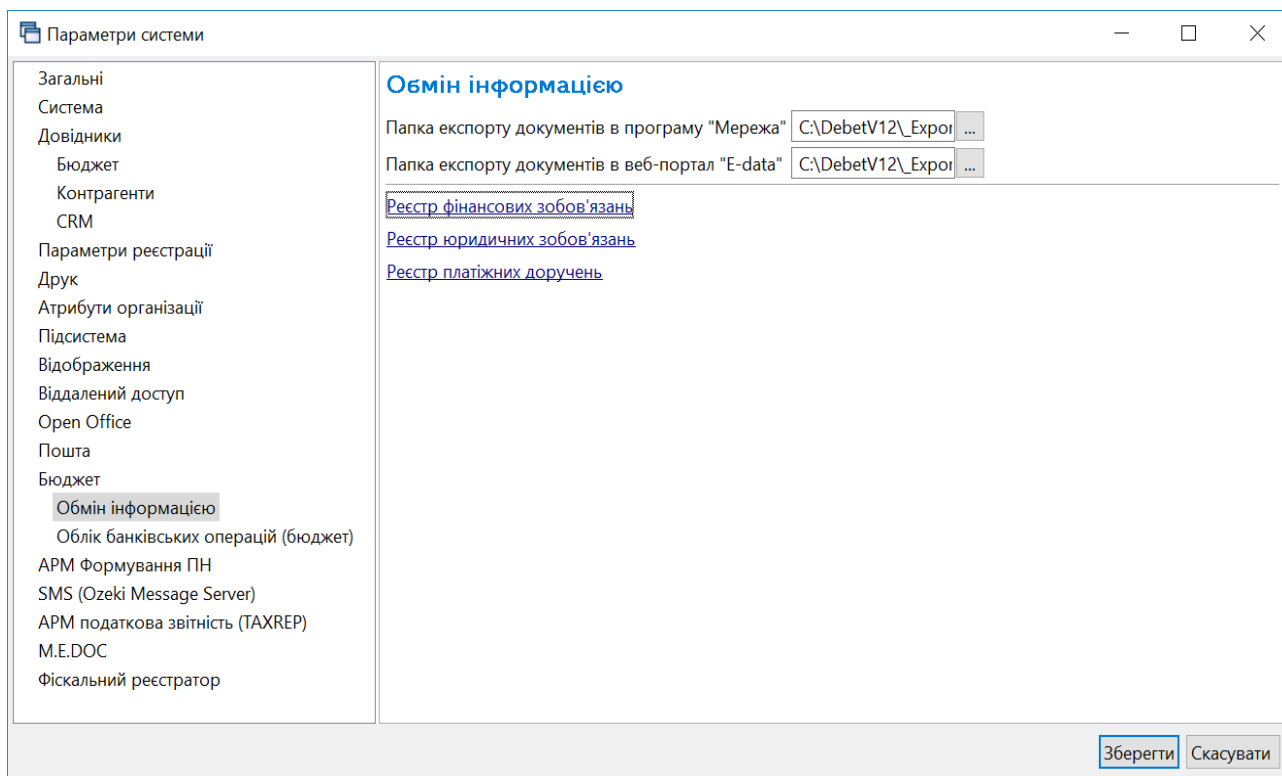 Параметри системи
Загальні
Система
Довідники
Бюджет
Контрагенти
CRM
Параметри реєстрації
Друк
Атрибути організації
Підсистема
Відображення
Віддалений доступ
Open Office
Пошта
Бюджет
Обмін інформацією
Облік банківських операцій (бюджет)
АРМ Формування ПН
SMS (Ozeki Message Server)
АРМ податкова звітність (TAXREP)
M.E.DOC
Фіскальний реєстратор
Обмін інформацією
Папка експорту документів в програму "Мережа" C:\DebetV12\_Expor ...
Папка експорту документів в веб-портал "E-data" C:\DebetV12\_Expor ...
Реєстр фінансових зобов'язань
Реєстр юридичних зобов'язань
Реєстр платіжних доручень
Зберегти Скасувати